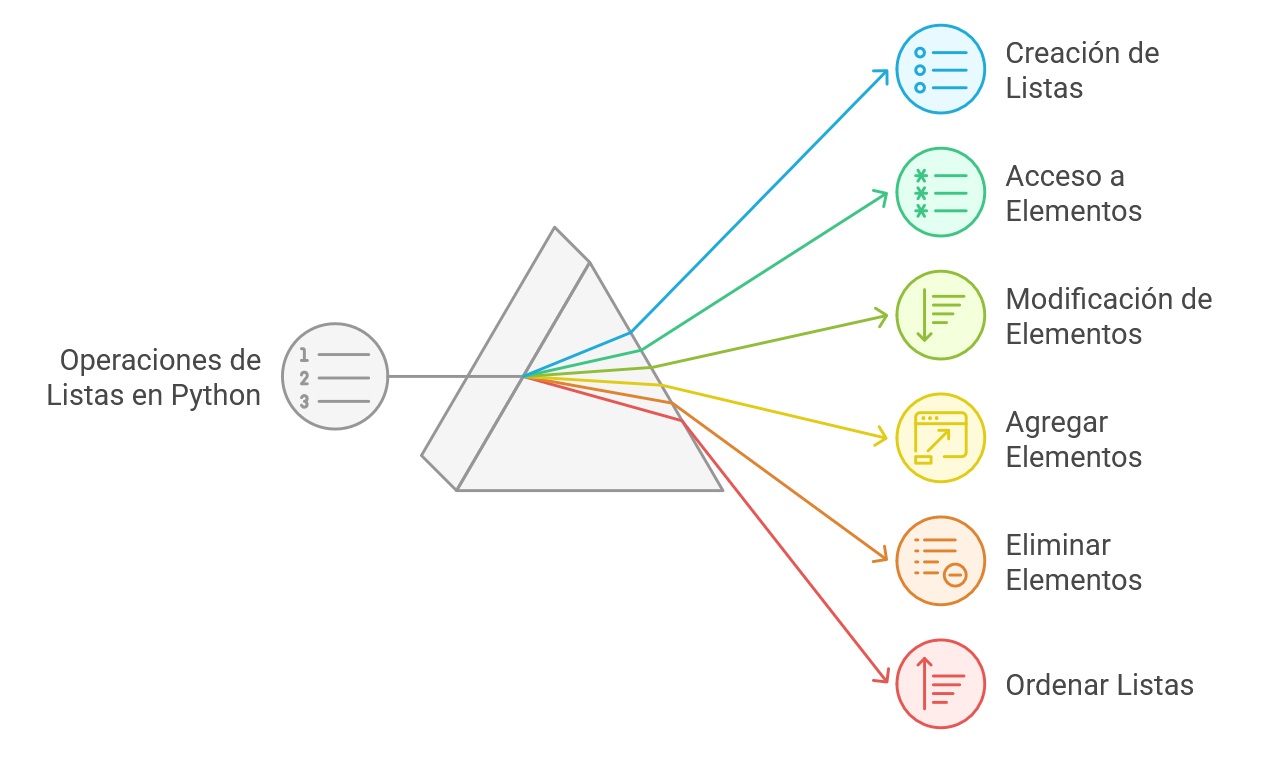 Operaciones de
Listas en Python
1
2
3
Creación de
Listas
Acceso a
Elementos
Modificación de
Elementos
Agregar
Elementos
Eliminar
Elementos
Ordenar Listas